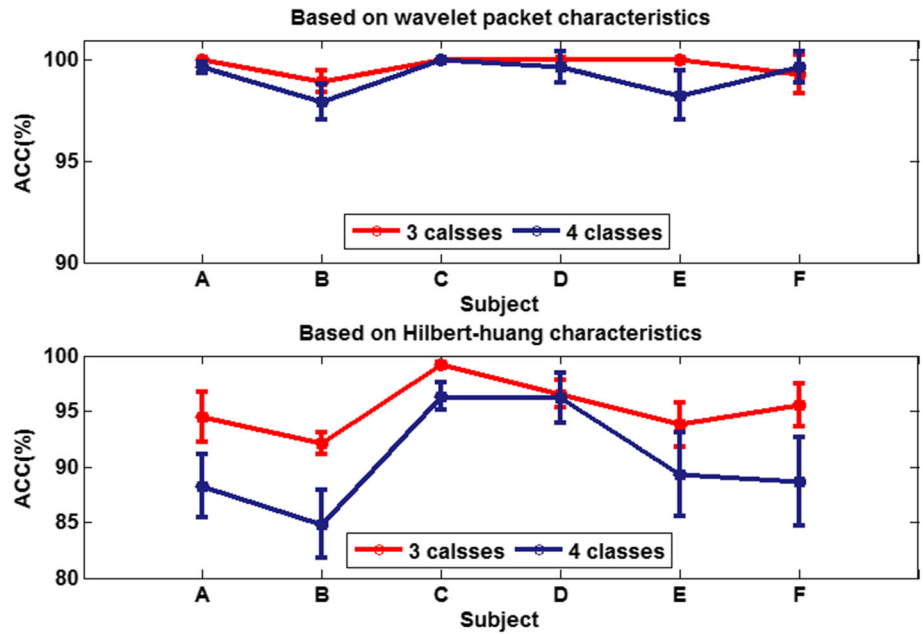 Based on wavelet packet characteristics
ACC(%)
100
95
90
3 calsses
4 classes
A B C D E F
Subject
Based on Hilbert-huang characteristics
ACC(%)
100
95
90
85
80
3 calsses
4 classes
A B C D E F
Subject